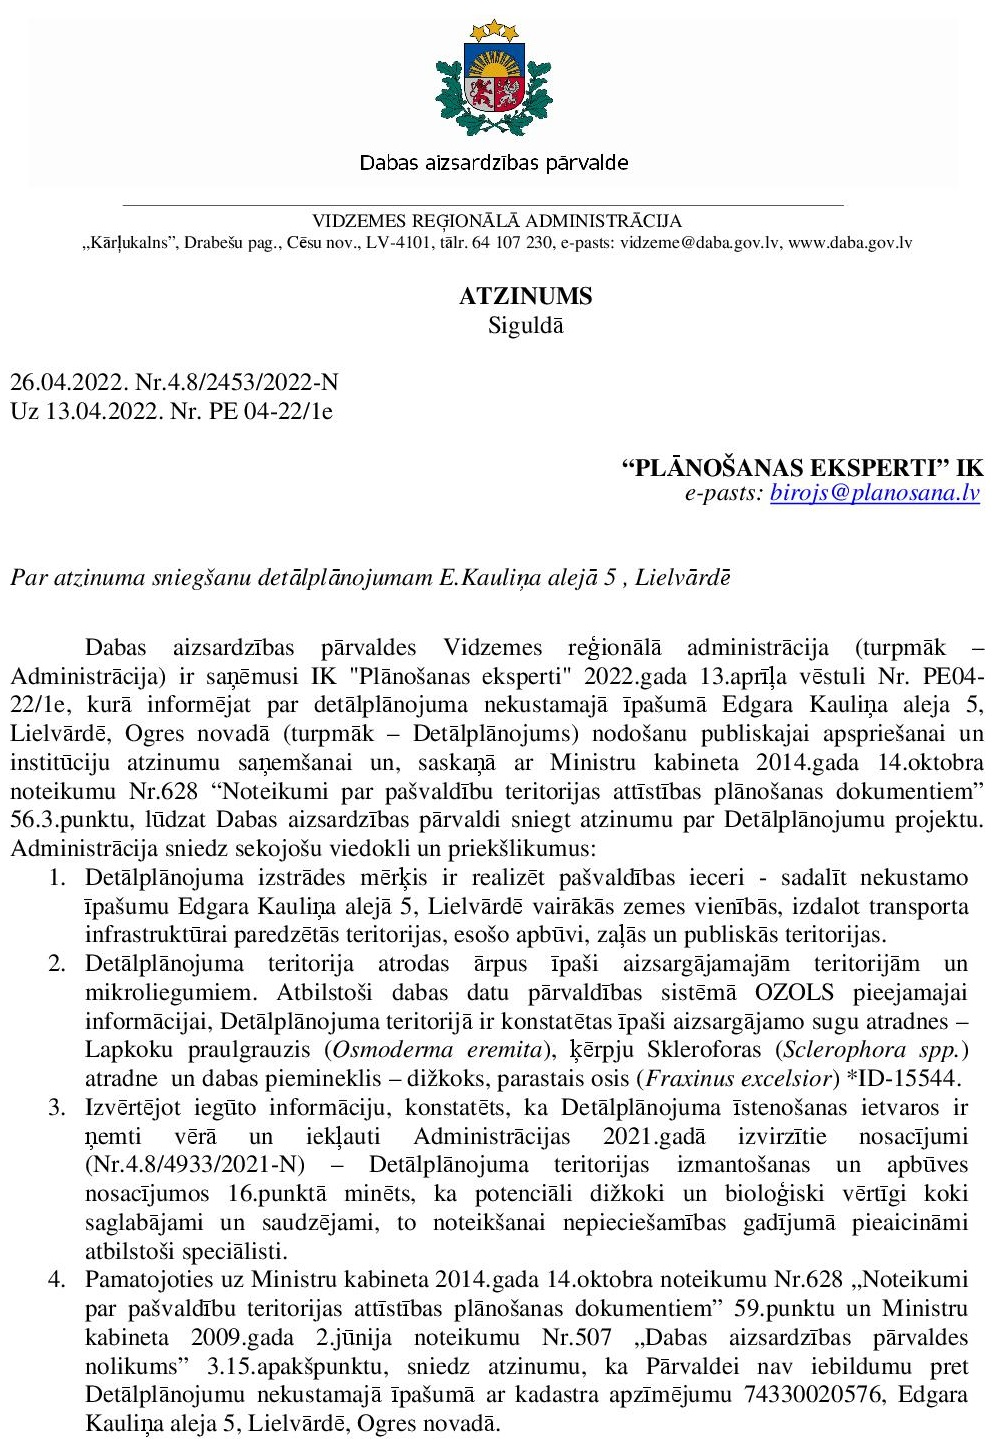 Dabas aizsardzības pārvalde
VIDZEMES REĢIONĀLĀ ADMINISTRĀCIJA
„Kārļukalns”, Drabešu pag., Cēsu nov., LV-4101, tālr. 64 107 230, e-pasts: vidzeme@daba.gov.lv, www.daba.gov.lv
ATZINUMS
Siguldā
26.04.2022. Nr.4.8/2453/2022-N
Uz 13.04.2022. Nr. PE 04-22/1e
“PLĀNOŠANAS EKSPERTI” IK
e-pasts: birojs@planosana.lv
Par atzinuma sniegšanu detālplānojumam E.Kauliņa alejā 5 , Lielvārdē
Dabas aizsardzības pārvaldes Vidzemes reģionālā administrācija (turpmāk –
Administrācija) ir saņēmusi IK "Plānošanas eksperti" 2022.gada 13.aprīļa vēstuli Nr. PE04-
22/1e, kurā informējat par detālplānojuma nekustamajā īpašumā Edgara Kauliņa aleja 5,
Lielvārdē, Ogres novadā (turpmāk – Detālplānojums) nodošanu publiskajai apspriešanai un
institūciju atzinumu saņemšanai un, saskaņā ar Ministru kabineta 2014.gada 14.oktobra
noteikumu Nr.628 “Noteikumi par pašvaldību teritorijas attīstības plānošanas dokumentiem”
56.3.punktu, lūdzat Dabas aizsardzības pārvaldi sniegt atzinumu par Detālplānojumu projektu.
Administrācija sniedz sekojošu viedokli un priekšlikumus:
1. Detālplānojuma izstrādes mērķis ir realizēt pašvaldības ieceri - sadalīt nekustamo
īpašumu Edgara Kauliņa alejā 5, Lielvārdē vairākās zemes vienībās, izdalot transporta
infrastruktūrai paredzētās teritorijas, esošo apbūvi, zaļās un publiskās teritorijas.
2. Detālplānojuma teritorija atrodas ārpus īpaši aizsargājamajām teritorijām un
mikroliegumiem. Atbilstoši dabas datu pārvaldības sistēmā OZOLS pieejamajai
informācijai, Detālplānojuma teritorijā ir konstatētas īpaši aizsargājamo sugu atradnes –
Lapkoku praulgrauzis (Osmoderma eremita), ķērpju Skleroforas (Sclerophora spp.)
atradne un dabas piemineklis – dižkoks, parastais osis (Fraxinus excelsior) *ID-15544.
3. Izvērtējot iegūto informāciju, konstatēts, ka Detālplānojuma īstenošanas ietvaros ir
ņemti vērā un iekļauti Administrācijas 2021.gadā izvirzītie nosacījumi
(Nr.4.8/4933/2021-N) – Detālplānojuma teritorijas izmantošanas un apbūves
nosacījumos 16.punktā minēts, ka potenciāli dižkoki un bioloģiski vērtīgi koki
saglabājami un saudzējami, to noteikšanai nepieciešamības gadījumā pieaicināmi
atbilstoši speciālisti.
4. Pamatojoties uz Ministru kabineta 2014.gada 14.oktobra noteikumu Nr.628 „Noteikumi
par pašvaldību teritorijas attīstības plānošanas dokumentiem” 59.punktu un Ministru
kabineta 2009.gada 2.jūnija noteikumu Nr.507 „Dabas aizsardzības pārvaldes
nolikums” 3.15.apakšpunktu, sniedz atzinumu, ka Pārvaldei nav iebildumu pret
Detālplānojumu nekustamajā īpašumā ar kadastra apzīmējumu 74330020576, Edgara
Kauliņa aleja 5, Lielvārdē, Ogres novadā.